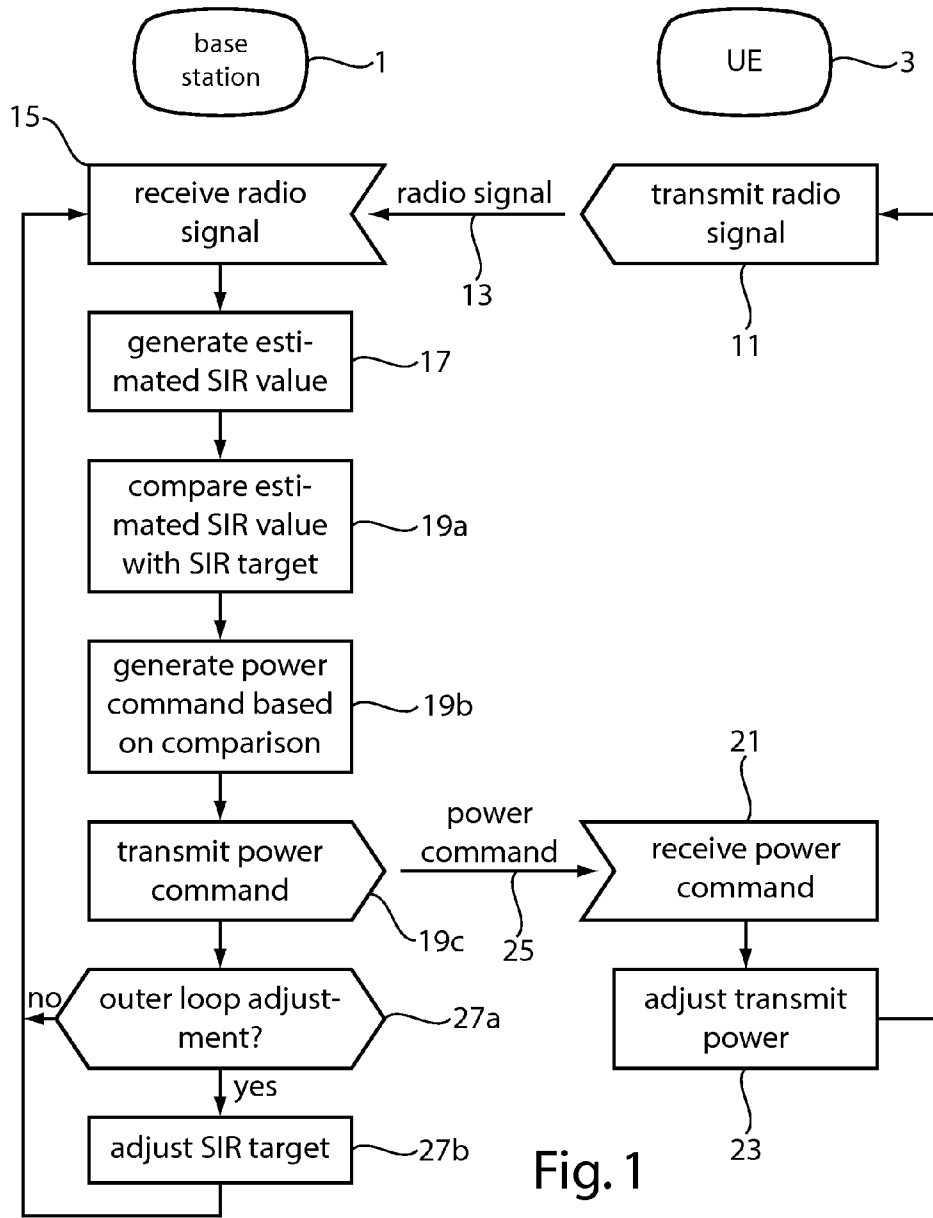 base
station
1
UE
3
15
receive radio
signal
radio signal
13
transmit radio
signal
11
generate esti-
mated SIR value
17
compare esti-
mated SIR value
with SIR target
19a
generate power
command based
on comparison
19b
21
transmit power
command
19c
power
command
25
receive power
command
no
outer loop adjust-
ment?
27a
yes
adjust transmit
power
23
adjust SIR target
27b
Fig. 1